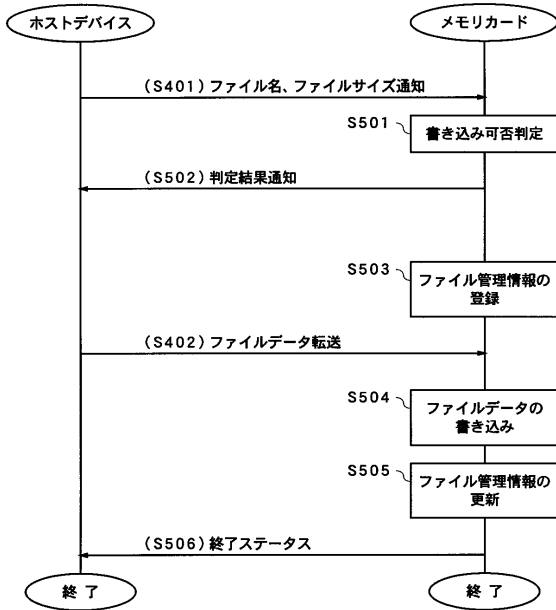 ホストデバイス
メモリカード
(S401)ファイル名、ファイルサイズ通知
S501
書き込み可否判定
(S502)判定結果通知
S503
ファイル管理情報の
登録
(S402)ファイルデータ転送
S504
ファイルデータの
書き込み
S505
ファイル管理情報の
更新
(S506)終了ステータス
終 了
終 了